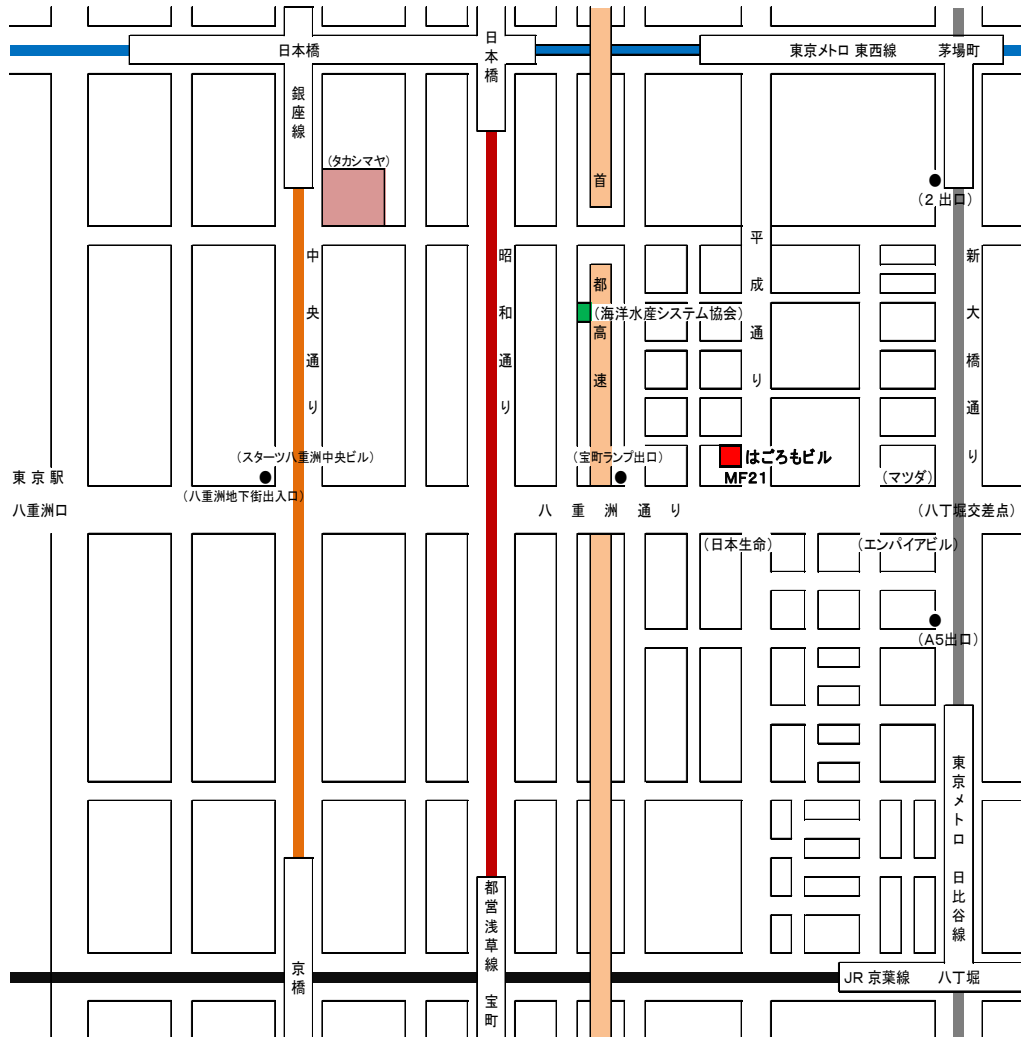 日本橋
日本橋
東京メトロ 東西線 茅場町
銀座線
(タカシマヤ)
首都高速
(2 出口)
中央通り
昭和通り
平成通り
新大橋通り
(海洋水産システム協会)
(スターツ八重洲中央ビル)
(宝町ランプ出口)
はごろもビル
MF21
(マツダ)
東京駅
八重洲口
(八重洲地下街出入口)
八重洲通り
(八丁堀交差点)
(日本生命)
(エンパイアビル)
(A5出口)
東京メトロ 日比谷線
都営浅草線 宝町
京橋
JR 京葉線 八丁堀